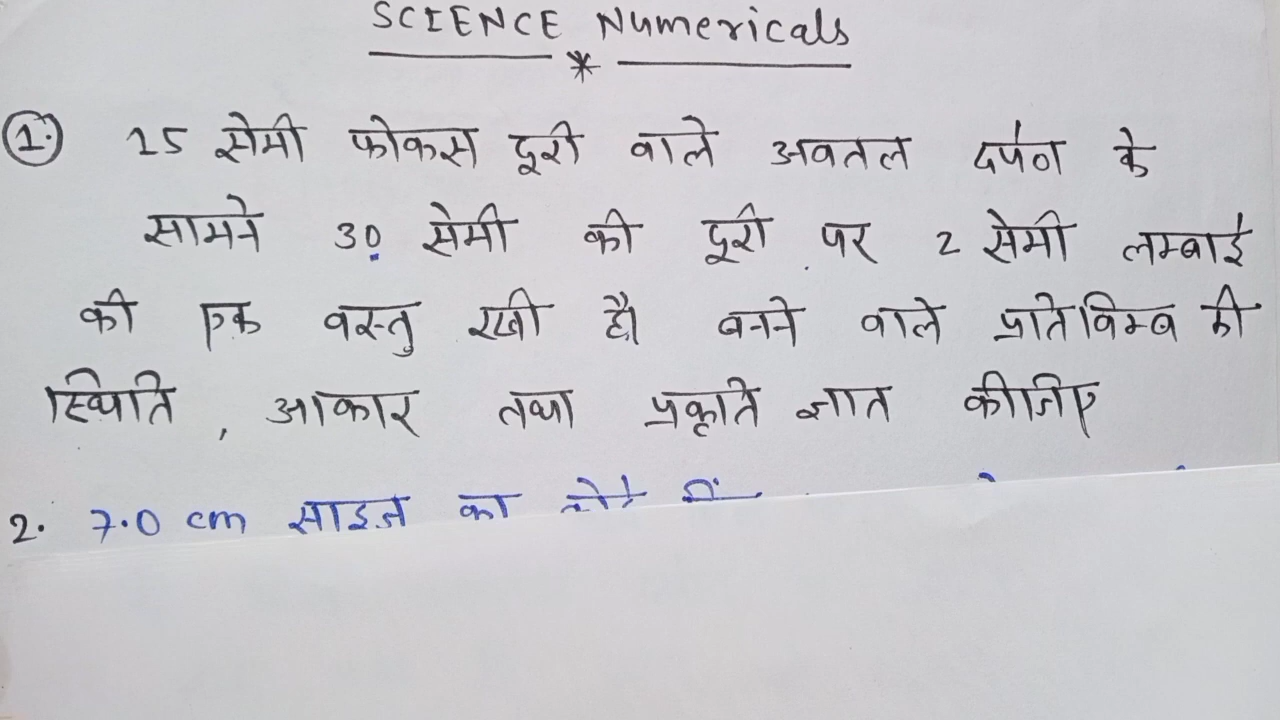 SCIENCE Numericals
*
1. 15 सेमी फोकस दूरी वाले अवतल दर्पण के
सामने 30 सेमी की दूरी पर 2 सेमी लम्बाई
की एक वस्तु रखी है। बनने वाले प्रतिबिम्ब की
स्थिति, आकार तथा प्रकृति ज्ञात कीजिए
2. 7.0 cm साइज का